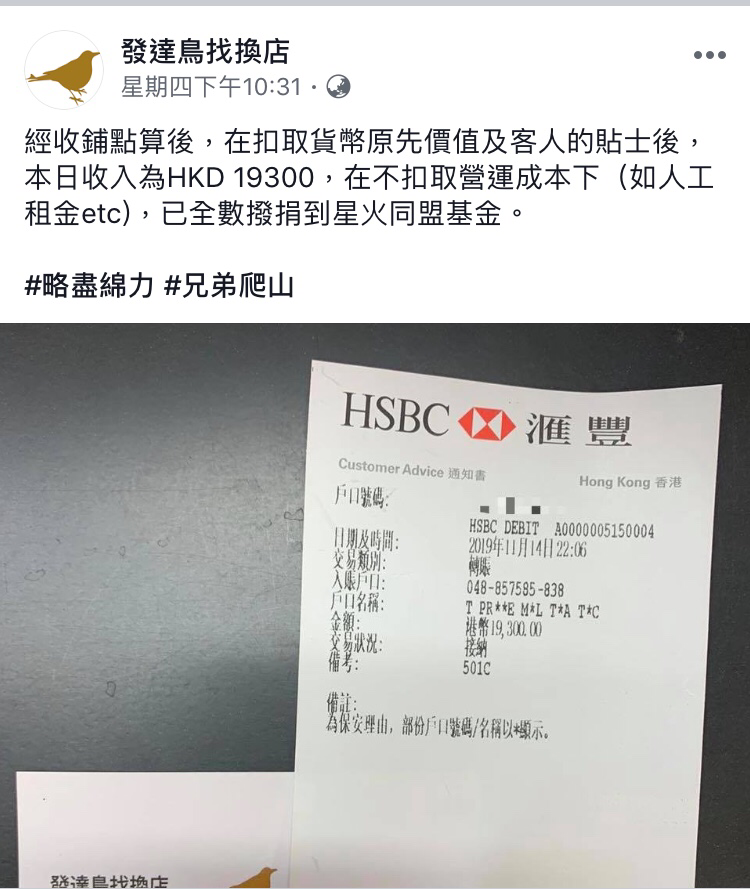 發達鳥找換店
星期四下午10:31 ·
經收鋪點算後，在扣取貨幣原先價值及客人的貼士後，
本日收入為HKD 19300，在不扣取營運成本下（如人工
租金etc)，已全數撥捐到星火同盟基金。
#略盡綿力 #兄弟爬山
HSBC 滙豐
Customer Advice 通知書
Hong Kong 香港
戶口號碼:
HSBC DEBIT A0000005150004
日期及時間: 2019年11月14日 22:06
交易類別: 轉賬
入賬戶口: 048-857585-838
戶口名稱: T PR**E M*L T*A T*C
金額: 港幣19,300.00
交易狀況: 接納
備考: 501C
備註:
為保安理由, 部份戶口號碼/名稱以*顯示。
發達鳥找換店